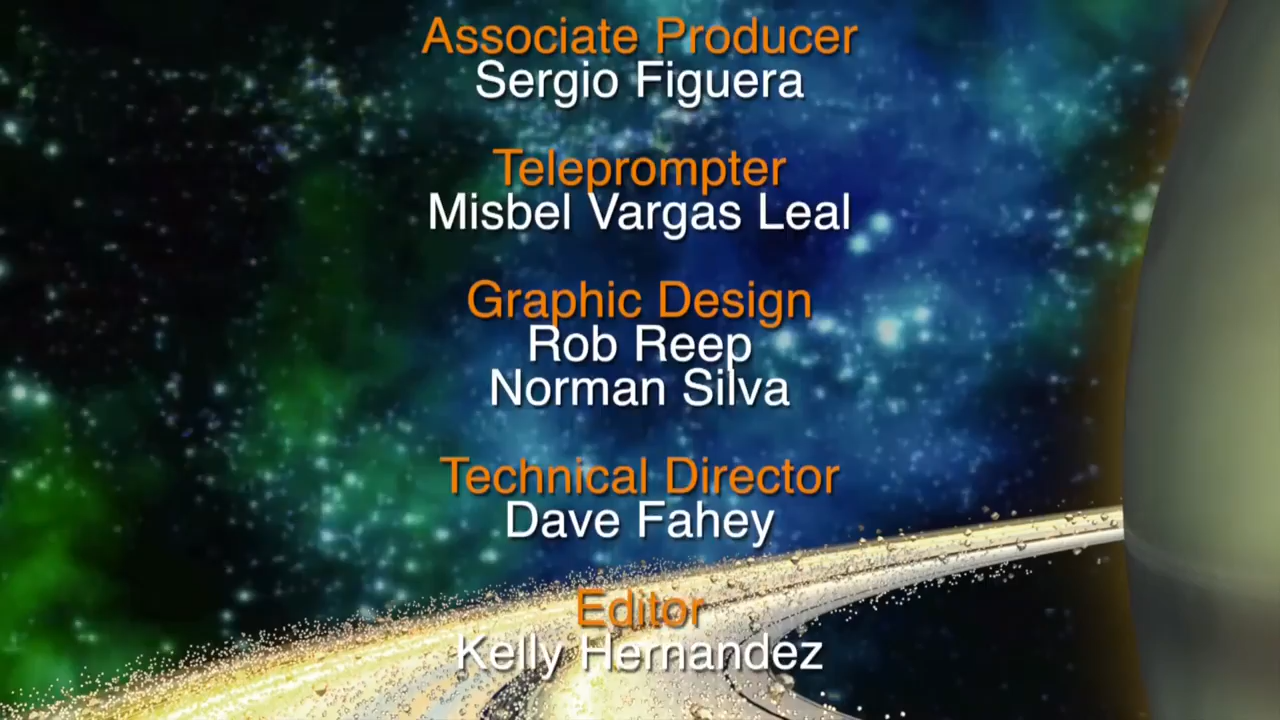 Associate Producer
Sergio Figuera
Teleprompter
Misbel Vargas Leal
Graphic Design
Rob Reep
Norman Silva
Technical Director
Dave Fahey
Editor
Kelly Hernandez